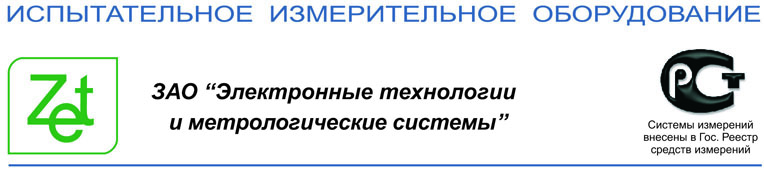 ИСПЫТАТЕЛЬНОЕ ИЗМЕРИТЕЛЬНОЕ ОБОРУДОВАНИЕ
Zet
ЗАО “Электронные технологии
и метрологические системы”
РСТ
Системы измерений
внесены в Гос. Реестр
средств измерений